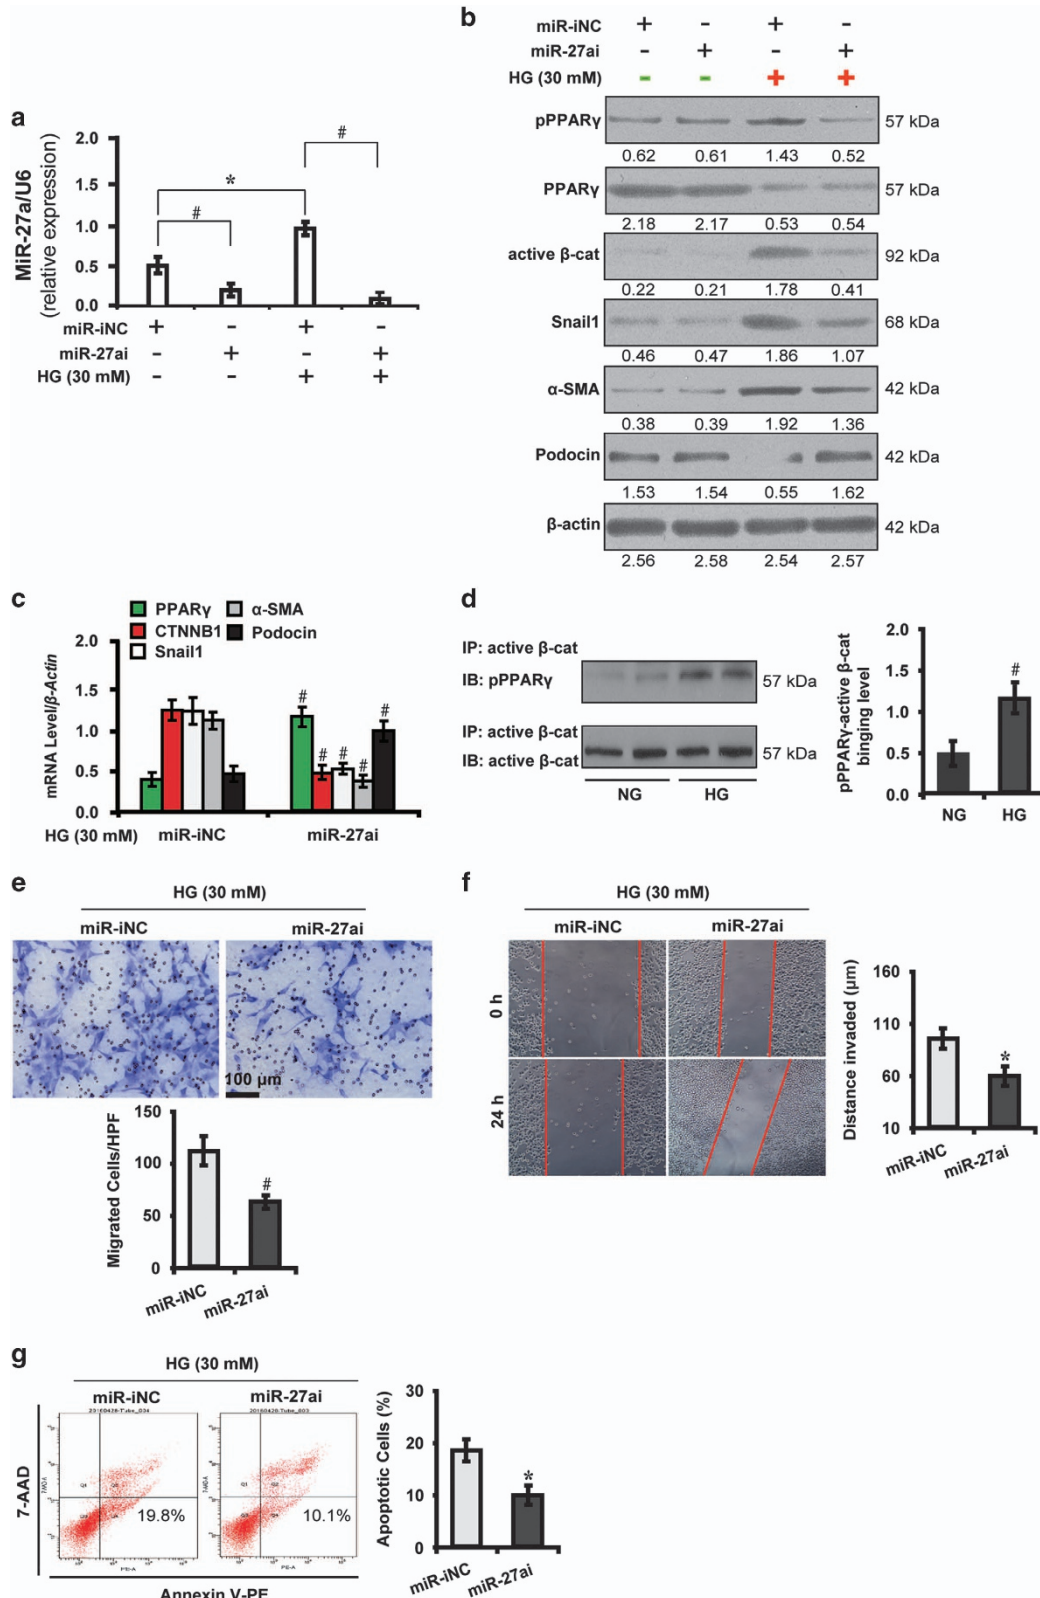 a
MiR-27a/U6
(relative expression)
2.0
1.5
1.0
0.5
0.0
*
#
#
miR-iNC + - + -
miR-27ai - + - +
HG (30 mM) - - + +
b
miR-iNC + - + -
miR-27ai - + - +
HG (30 mM) - - + +
pPPARγ 57 kDa
0.62 0.61 1.43 0.52
PPARγ 57 kDa
2.18 2.17 0.53 0.54
active β-cat 92 kDa
0.22 0.21 1.78 0.41
Snail1 68 kDa
0.46 0.47 1.86 1.07
α-SMA 42 kDa
0.38 0.39 1.92 1.36
Podocin 42 kDa
1.53 1.54 0.55 1.62
β-actin 42 kDa
2.56 2.58 2.54 2.57
c
PPARγ α-SMA
CTNNB1 Podocin
Snail1
mRNA Level/β-Actin
2.0
1.5
1.0
0.5
0
# # # # #
HG (30 mM) miR-iNC miR-27ai
d
IP: active β-cat
IB: pPPARγ 57 kDa
IP: active β-cat
IB: active β-cat 57 kDa
NG HG
pPPARγ-active β-cat
binging level
2.0
1.5
1.0
0.5
0.0
#
NG HG
e
HG (30 mM)
miR-iNC miR-27ai
100 μm
Migrated Cells/HPF
150
100
50
0
#
miR-iNC miR-27ai
f
HG (30 mM)
miR-iNC miR-27ai
0 h
24 h
Distance invaded (μm)
160
110
60
10
*
miR-iNC miR-27ai
g
HG (30 mM)
miR-iNC miR-27ai
7-AAD
19.8% 10.1%
Annexin V-PE
Apoptotic Cells (%)
30
20
10
0
*
miR-iNC miR-27ai